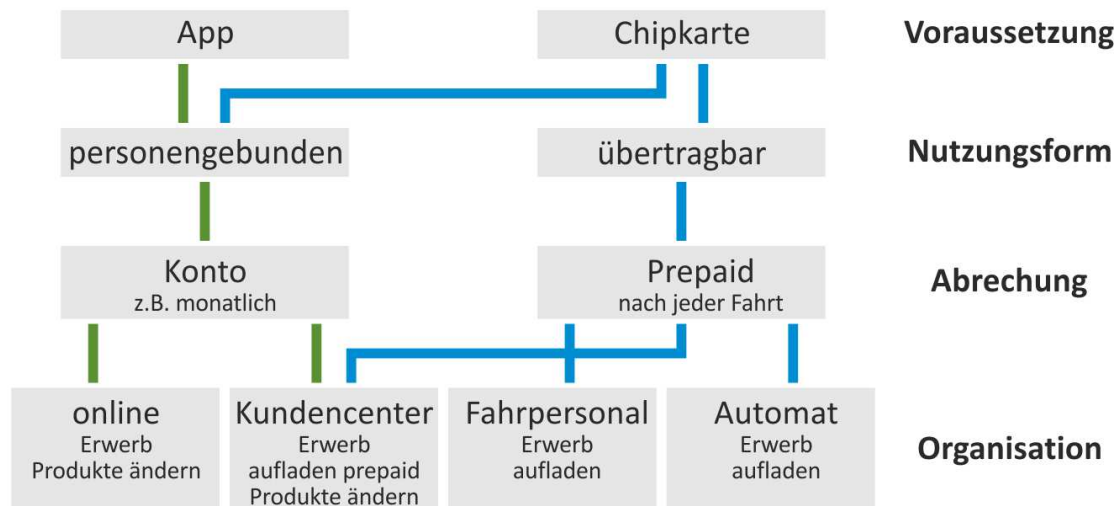 App
Chipkarte
Voraussetzung
personengebunden
übertragbar
Nutzungsform
Konto
z.B. monatlich
Prepaid
nach jeder Fahrt
Abrechung
online
Erwerb
Produkte ändern
Kundencenter
Erwerb
aufladen prepaid
Produkte ändern
Fahrpersonal
Erwerb
aufladen
Automat
Erwerb
aufladen
Organisation